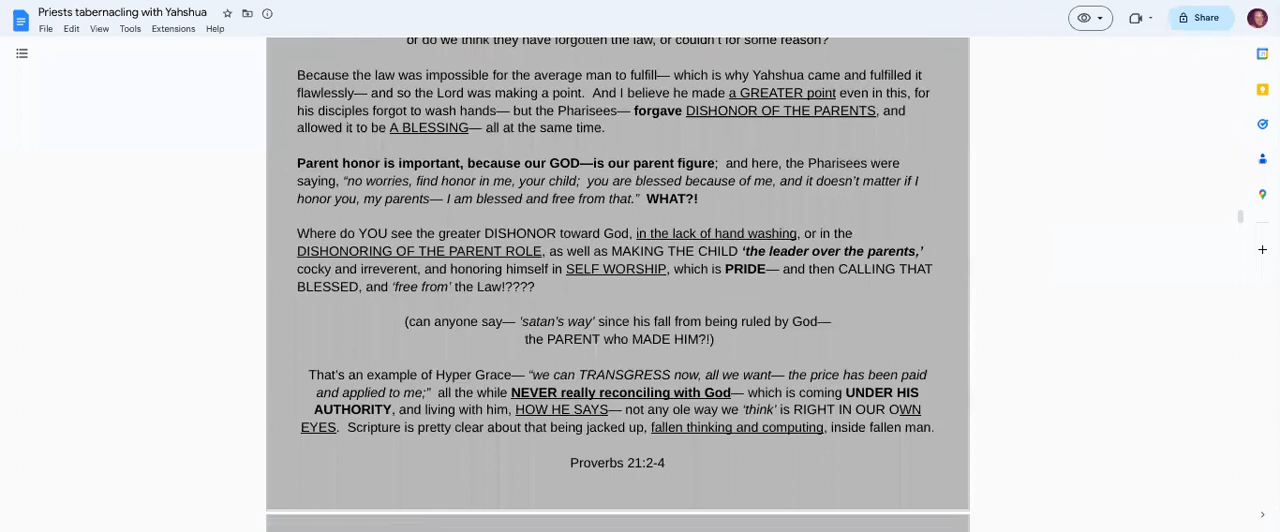 Priests tabernacling with Yahshua
File Edit View Tools Extensions Help
Share
or do we think they have forgotten the law, or couldn't for some reason?
Because the law was impossible for the average man to fulfill— which is why Yahshua came and fulfilled it
flawlessly— and so the Lord was making a point.  And I believe he made a GREATER point even in this, for
his disciples forgot to wash hands— but the Pharisees— forgave DISHONOR OF THE PARENTS, and
allowed it to be A BLESSING— all at the same time.
Parent honor is important, because our GOD—is our parent figure;  and here, the Pharisees were
saying, “no worries, find honor in me, your child;  you are blessed because of me, and it doesn’t matter if I
honor you, my parents— I am blessed and free from that.”  WHAT?!
Where do YOU see the greater DISHONOR toward God, in the lack of hand washing, or in the
DISHONORING OF THE PARENT ROLE, as well as MAKING THE CHILD ‘the leader over the parents,’
cocky and irreverent, and honoring himself in SELF WORSHIP, which is PRIDE— and then CALLING THAT
BLESSED, and ‘free from’ the Law!????
(can anyone say— ‘satan’s way’ since his fall from being ruled by God—
the PARENT who MADE HIM?!)
That’s an example of Hyper Grace— “we can TRANSGRESS now, all we want— the price has been paid
and applied to me;”  all the while NEVER really reconciling with God— which is coming UNDER HIS
AUTHORITY, and living with him, HOW HE SAYS— not any ole way we ‘think’ is RIGHT IN OUR OWN
EYES.  Scripture is pretty clear about that being jacked up, fallen thinking and computing, inside fallen man.
Proverbs 21:2-4